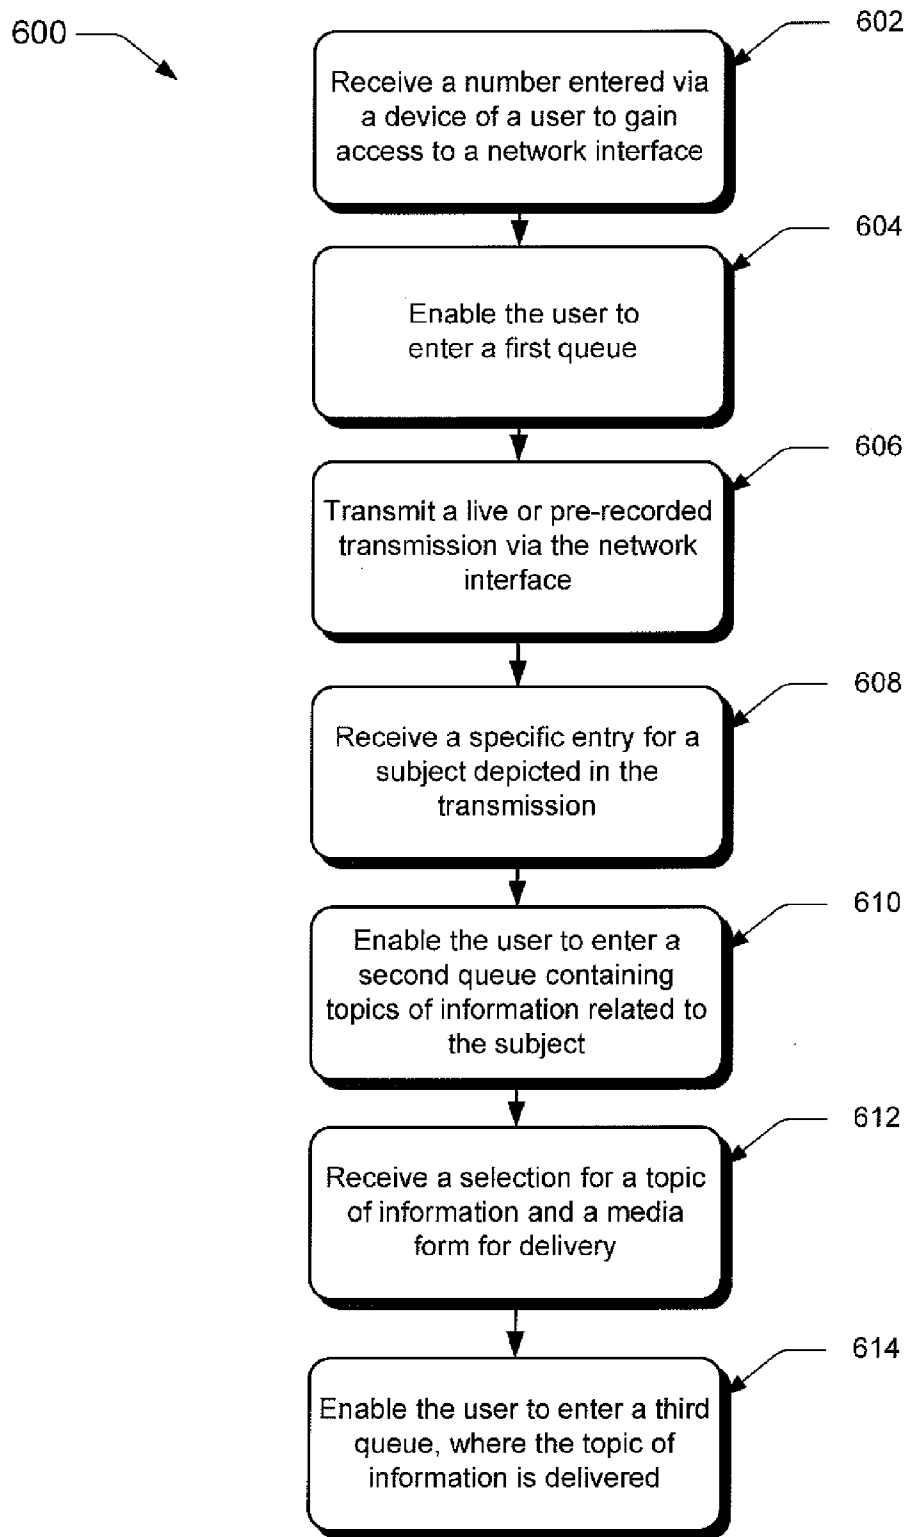 600
602
Receive a number entered via
a device of a user to gain
access to a network interface
604
Enable the user to
enter a first queue
606
Transmit a live or pre-recorded
transmission via the network
interface
608
Receive a specific entry for a
subject depicted in the
transmission
610
Enable the user to enter a
second queue containing
topics of information related to
the subject
612
Receive a selection for a topic
of information and a media
form for delivery
614
Enable the user to enter a third
queue, where the topic of
information is delivered